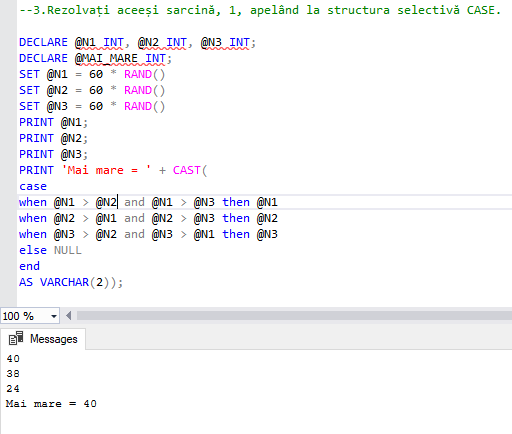 --3.Rezolvați aceeși sarcină, 1, apelând la structura selectivă CASE.
DECLARE @N1 INT, @N2 INT, @N3 INT;
DECLARE @MAI_MARE INT;
SET @N1 = 60 * RAND()
SET @N2 = 60 * RAND()
SET @N3 = 60 * RAND()
PRINT @N1;
PRINT @N2;
PRINT @N3;
PRINT 'Mai mare = ' + CAST(
case
when @N1 > @N2 and @N1 > @N3 then @N1
when @N2 > @N1 and @N2 > @N3 then @N2
when @N3 > @N2 and @N3 > @N1 then @N3
else NULL
end
AS VARCHAR(2));
100 %
Messages
40
38
24
Mai mare = 40